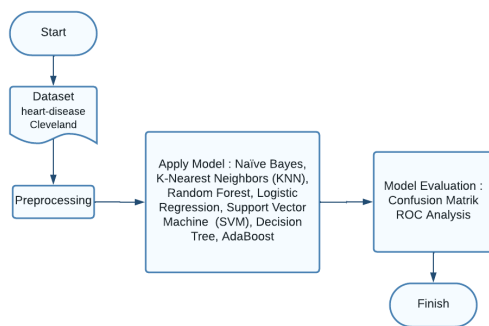 Start
Dataset
heart-disease
Cleveland
Preprocessing
Apply Model : Naïve Bayes,
K-Nearest Neighbors (KNN),
Random Forest, Logistic
Regression, Support Vector
Machine (SVM), Decision
Tree, AdaBoost
Model Evaluation :
Confusion Matrik
ROC Analysis
Finish